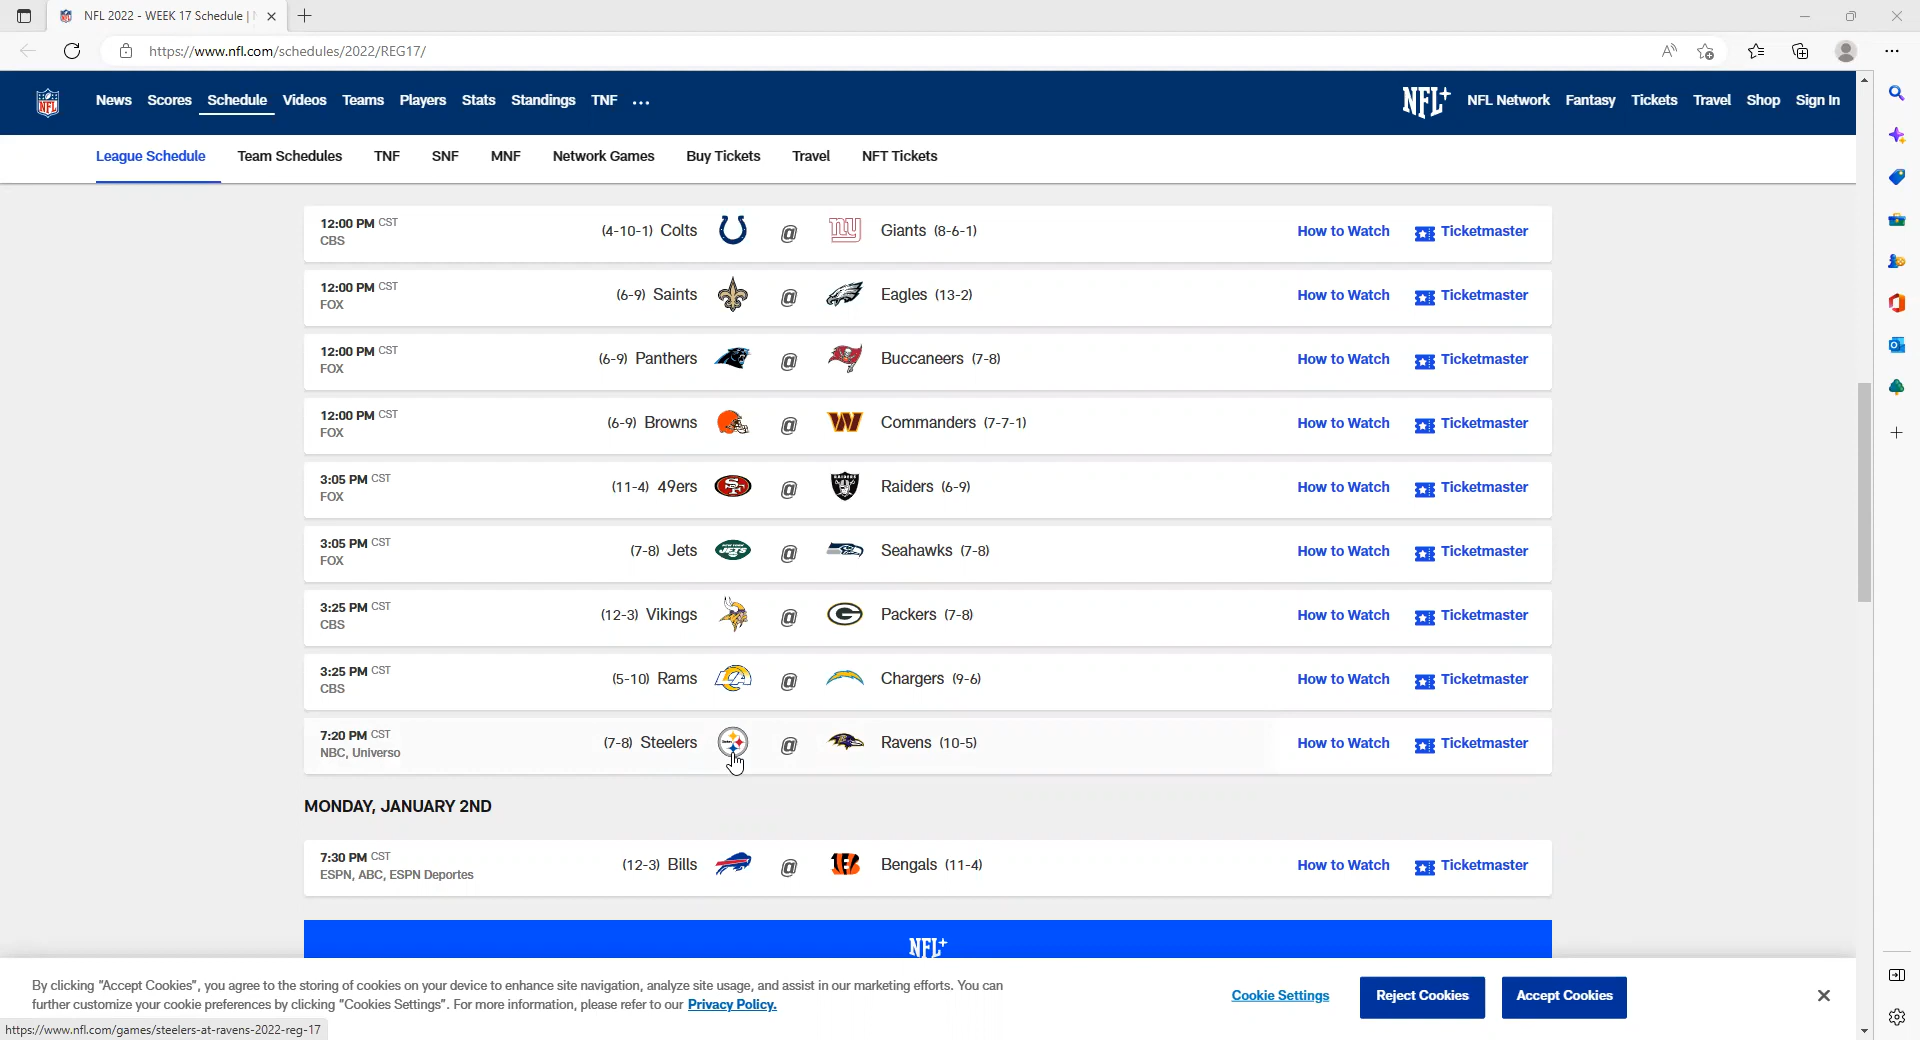 NFL 2022 - WEEK 17 Schedule |
https://www.nfl.com/schedules/2022/REG17/
NFL News Scores Schedule Videos Teams Players Stats Standings TNF ... NFL+ NFL Network Fantasy Tickets Travel Shop Sign In
League Schedule Team Schedules TNF SNF MNF Network Games Buy Tickets Travel NFT Tickets
12:00 PM CST
CBS
(4-10-1) Colts @ ny Giants (8-6-1) How to Watch Ticketmaster
12:00 PM CST
FOX
(6-9) Saints @ Eagles (13-2) How to Watch Ticketmaster
12:00 PM CST
FOX
(6-9) Panthers @ Buccaneers (7-8) How to Watch Ticketmaster
12:00 PM CST
FOX
(6-9) Browns @ W Commanders (7-7-1) How to Watch Ticketmaster
3:05 PM CST
FOX
(11-4) 49ers SF @ RAIDERS Raiders (6-9) How to Watch Ticketmaster
3:05 PM CST
FOX
(7-8) Jets JETS @ Seahawks (7-8) How to Watch Ticketmaster
3:25 PM CST
CBS
(12-3) Vikings @ G Packers (7-8) How to Watch Ticketmaster
3:25 PM CST
CBS
(5-10) Rams LA @ Chargers (9-6) How to Watch Ticketmaster
7:20 PM CST
NBC, Universo
(7-8) Steelers @ Ravens (10-5) How to Watch Ticketmaster
MONDAY, JANUARY 2ND
7:30 PM CST
ESPN, ABC, ESPN Deportes
(12-3) Bills @ B Bengals (11-4) How to Watch Ticketmaster
NFL+
By clicking "Accept Cookies", you agree to the storing of cookies on your device to enhance site navigation, analyze site usage, and assist in our marketing efforts. You can
further customize your cookie preferences by clicking "Cookies Settings". For more information, please refer to our Privacy Policy.
Cookie Settings Reject Cookies Accept Cookies
https://www.nfl.com/games/steelers-at-ravens-2022-reg-17